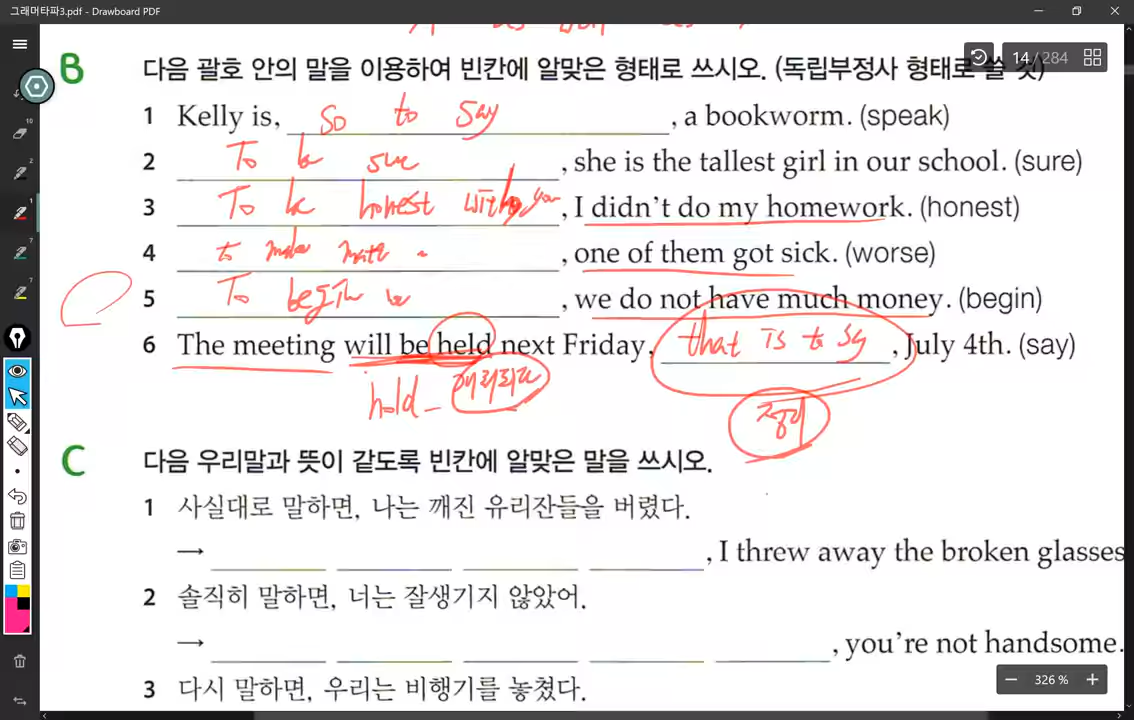 그래머타파3.pdf - Drawboard PDF
14 / 284
B 다음 괄호 안의 말을 이용하여 빈칸에 알맞은 형태로 쓰시오. (독립부정사 형태로 쓸 것)
1 Kelly is, so to say , a bookworm. (speak)
2 To be sure , she is the tallest girl in our school. (sure)
3 To be honest with you , I didn't do my homework. (honest)
4 to make matt , one of them got sick. (worse)
5 To begin w , we do not have much money. (begin)
6 The meeting will be held next Friday, that is to sy , July 4th. (say)
hold -
정리
C 다음 우리말과 뜻이 같도록 빈칸에 알맞은 말을 쓰시오.
1 사실대로 말하면, 나는 깨진 유리잔들을 버렸다.
→ , I threw away the broken glasses
2 솔직히 말하면, 너는 잘생기지 않았어.
→ , you're not handsome.
3 다시 말하면, 우리는 비행기를 놓쳤다.
326 %